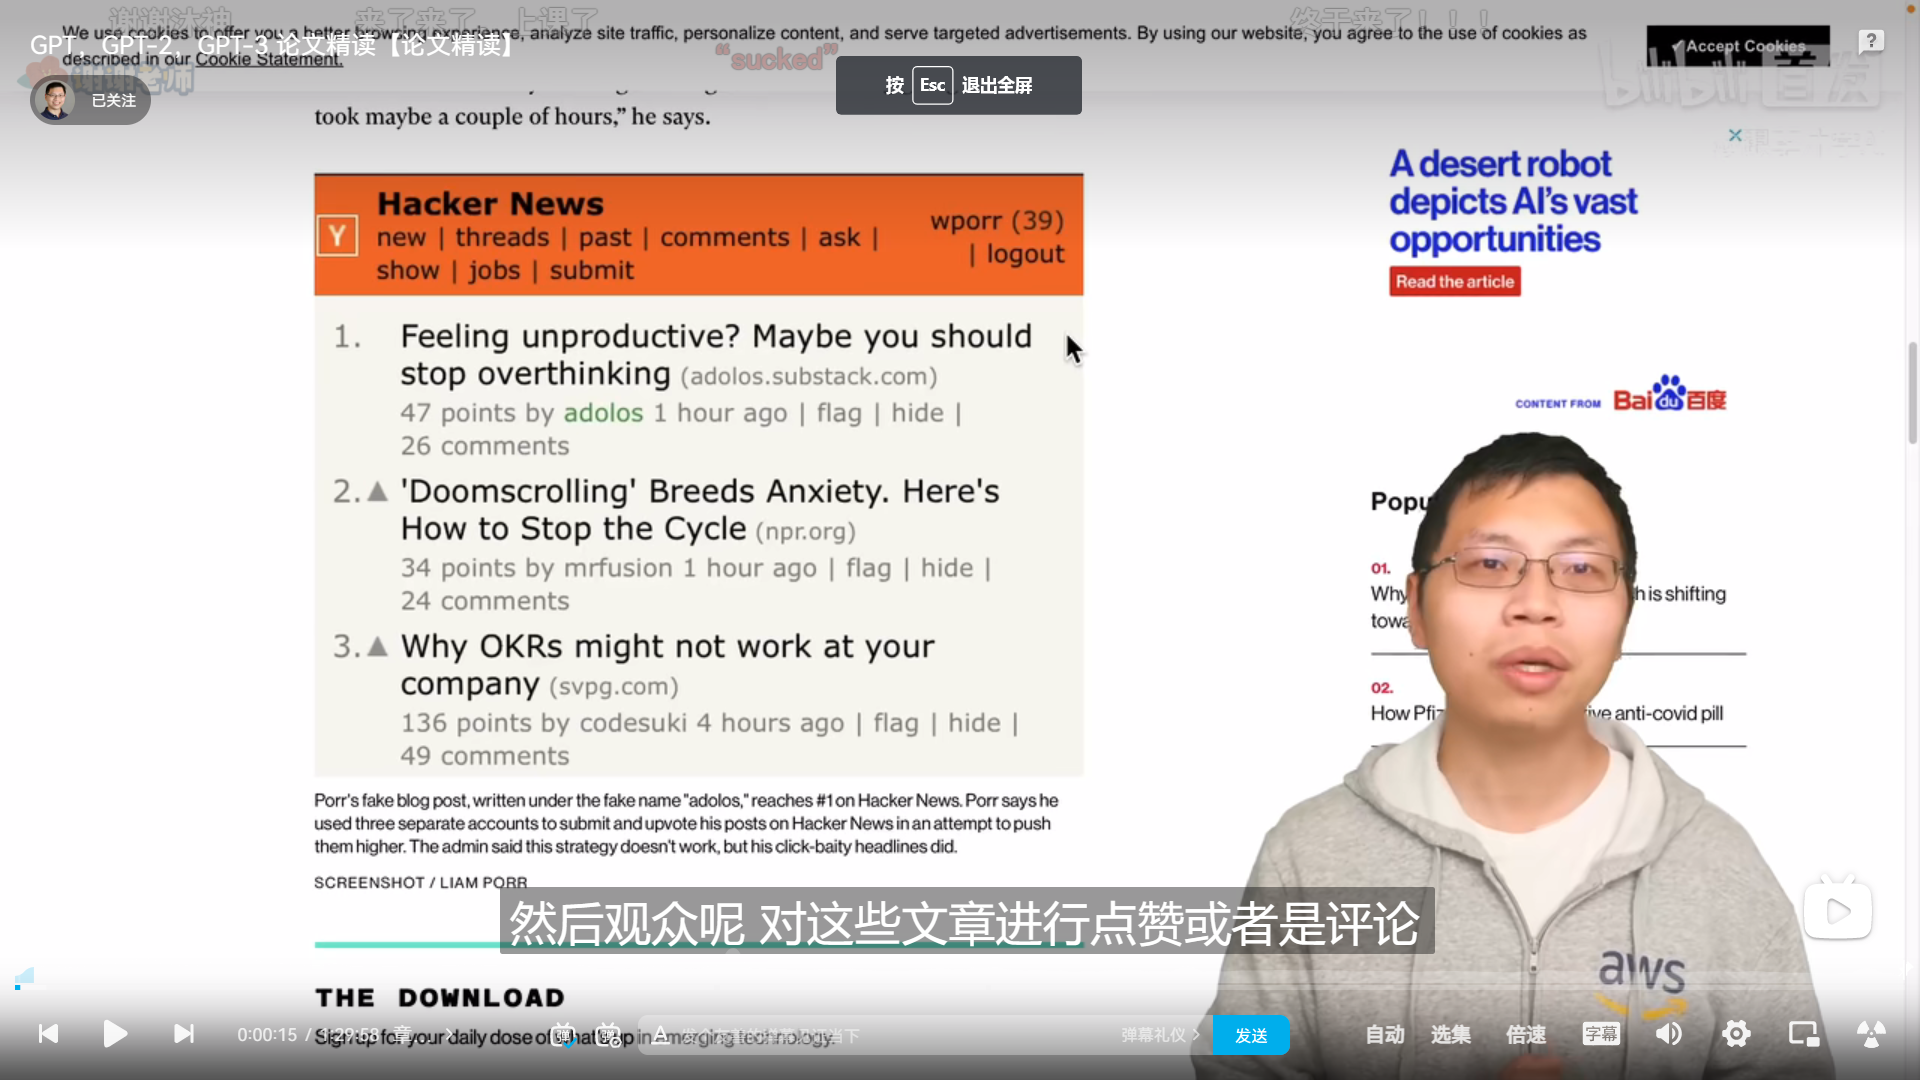 谢谢沐神
来了来了，上课了
终于来了！！！
We use cookies to offer you a better browsing experience, analyze site traffic, personalize content, and serve targeted advertisements. By using our website, you agree to the use of cookies as
described in our Cookie Statement.
✓Accept Cookies
GPT，GPT-2，GPT-3 论文精读【论文精读】
“sucked”
谢谢老师
已关注
按 Esc 退出全屏
bilibili 首发
took maybe a couple of hours,” he says.
A desert robot
depicts AI’s vast
opportunities
Read the article
Y
Hacker News
new | threads | past | comments | ask |
show | jobs | submit
wporr (39)
| logout
1. Feeling unproductive? Maybe you should
stop overthinking (adolos.substack.com)
47 points by adolos 1 hour ago | flag | hide |
26 comments
2. 'Doomscrolling' Breeds Anxiety. Here's
How to Stop the Cycle (npr.org)
34 points by mrfusion 1 hour ago | flag | hide |
24 comments
3. Why OKRs might not work at your
company (svpg.com)
136 points by codesuki 4 hours ago | flag | hide |
49 comments
CONTENT FROM Baidu百度
Popu
01.
Why h is shifting
towa
02.
How Pfiz ive anti-covid pill
Porr's fake blog post, written under the fake name "adolos," reaches #1 on Hacker News. Porr says he
used three separate accounts to submit and upvote his posts on Hacker News in an attempt to push
them higher. The admin said this strategy doesn't work, but his click-baity headlines did.
SCREENSHOT / LIAM PORR
然后观众呢 对这些文章进行点赞或者是评论
aws
THE DOWNLOAD
Sign up for your daily dose of what's up in emerging technology.
0:00:15 / 1:29:58
弹幕礼仪 >
发送
自动
选集
倍速
字幕